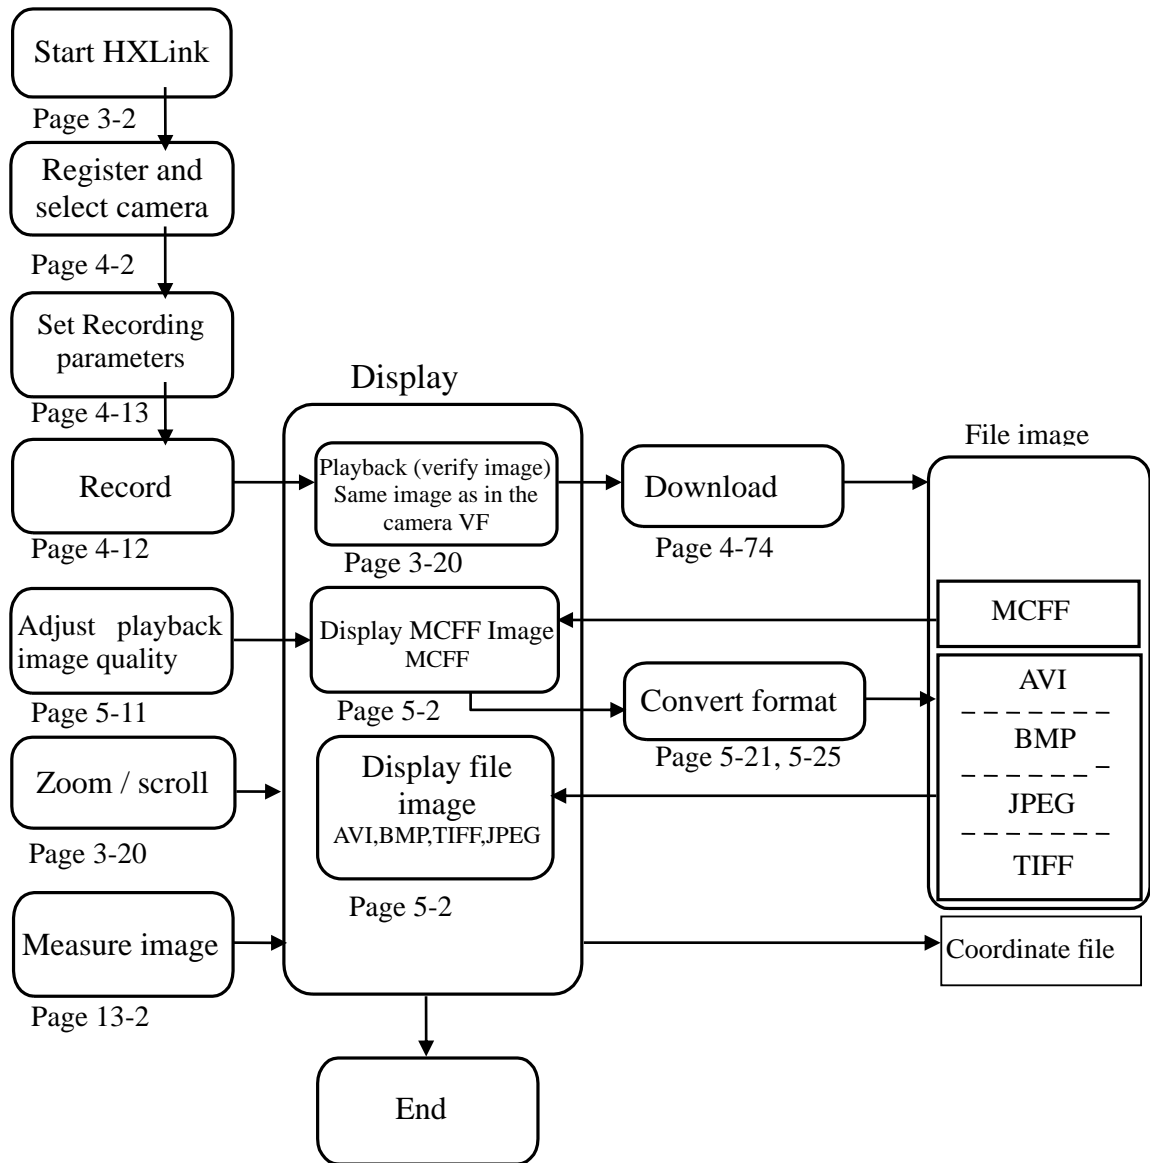 Start HXLink
Page 3-2
Register and
select camera
Page 4-2
Set Recording
parameters
Page 4-13
Record
Page 4-12
Adjust playback
image quality
Page 5-11
Zoom / scroll
Page 3-20
Measure image
Page 13-2
Display
Playback (verify image)
Same image as in the
camera VF
Page 3-20
Display MCFF Image
MCFF
Page 5-2
Display file
image
AVI,BMP,TIFF,JPEG
Page 5-2
End
Download
Page 4-74
Convert format
Page 5-21, 5-25
File image
MCFF
AVI
BMP
JPEG
TIFF
Coordinate file